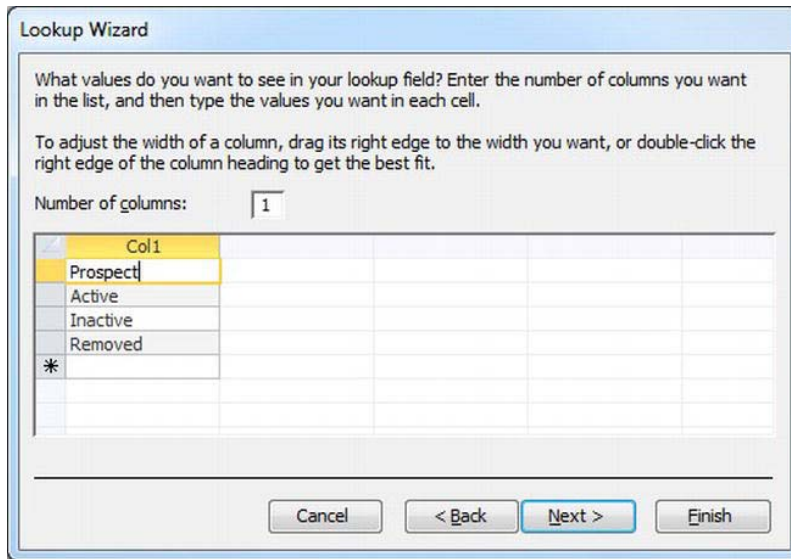 Lookup Wizard
What values do you want to see in your lookup field? Enter the number of columns you want
in the list, and then type the values you want in each cell.
To adjust the width of a column, drag its right edge to the width you want, or double-click the
right edge of the column heading to get the best fit.
Number of columns: 1
Col1
Prospect
Active
Inactive
Removed
*
Cancel < Back Next > Finish